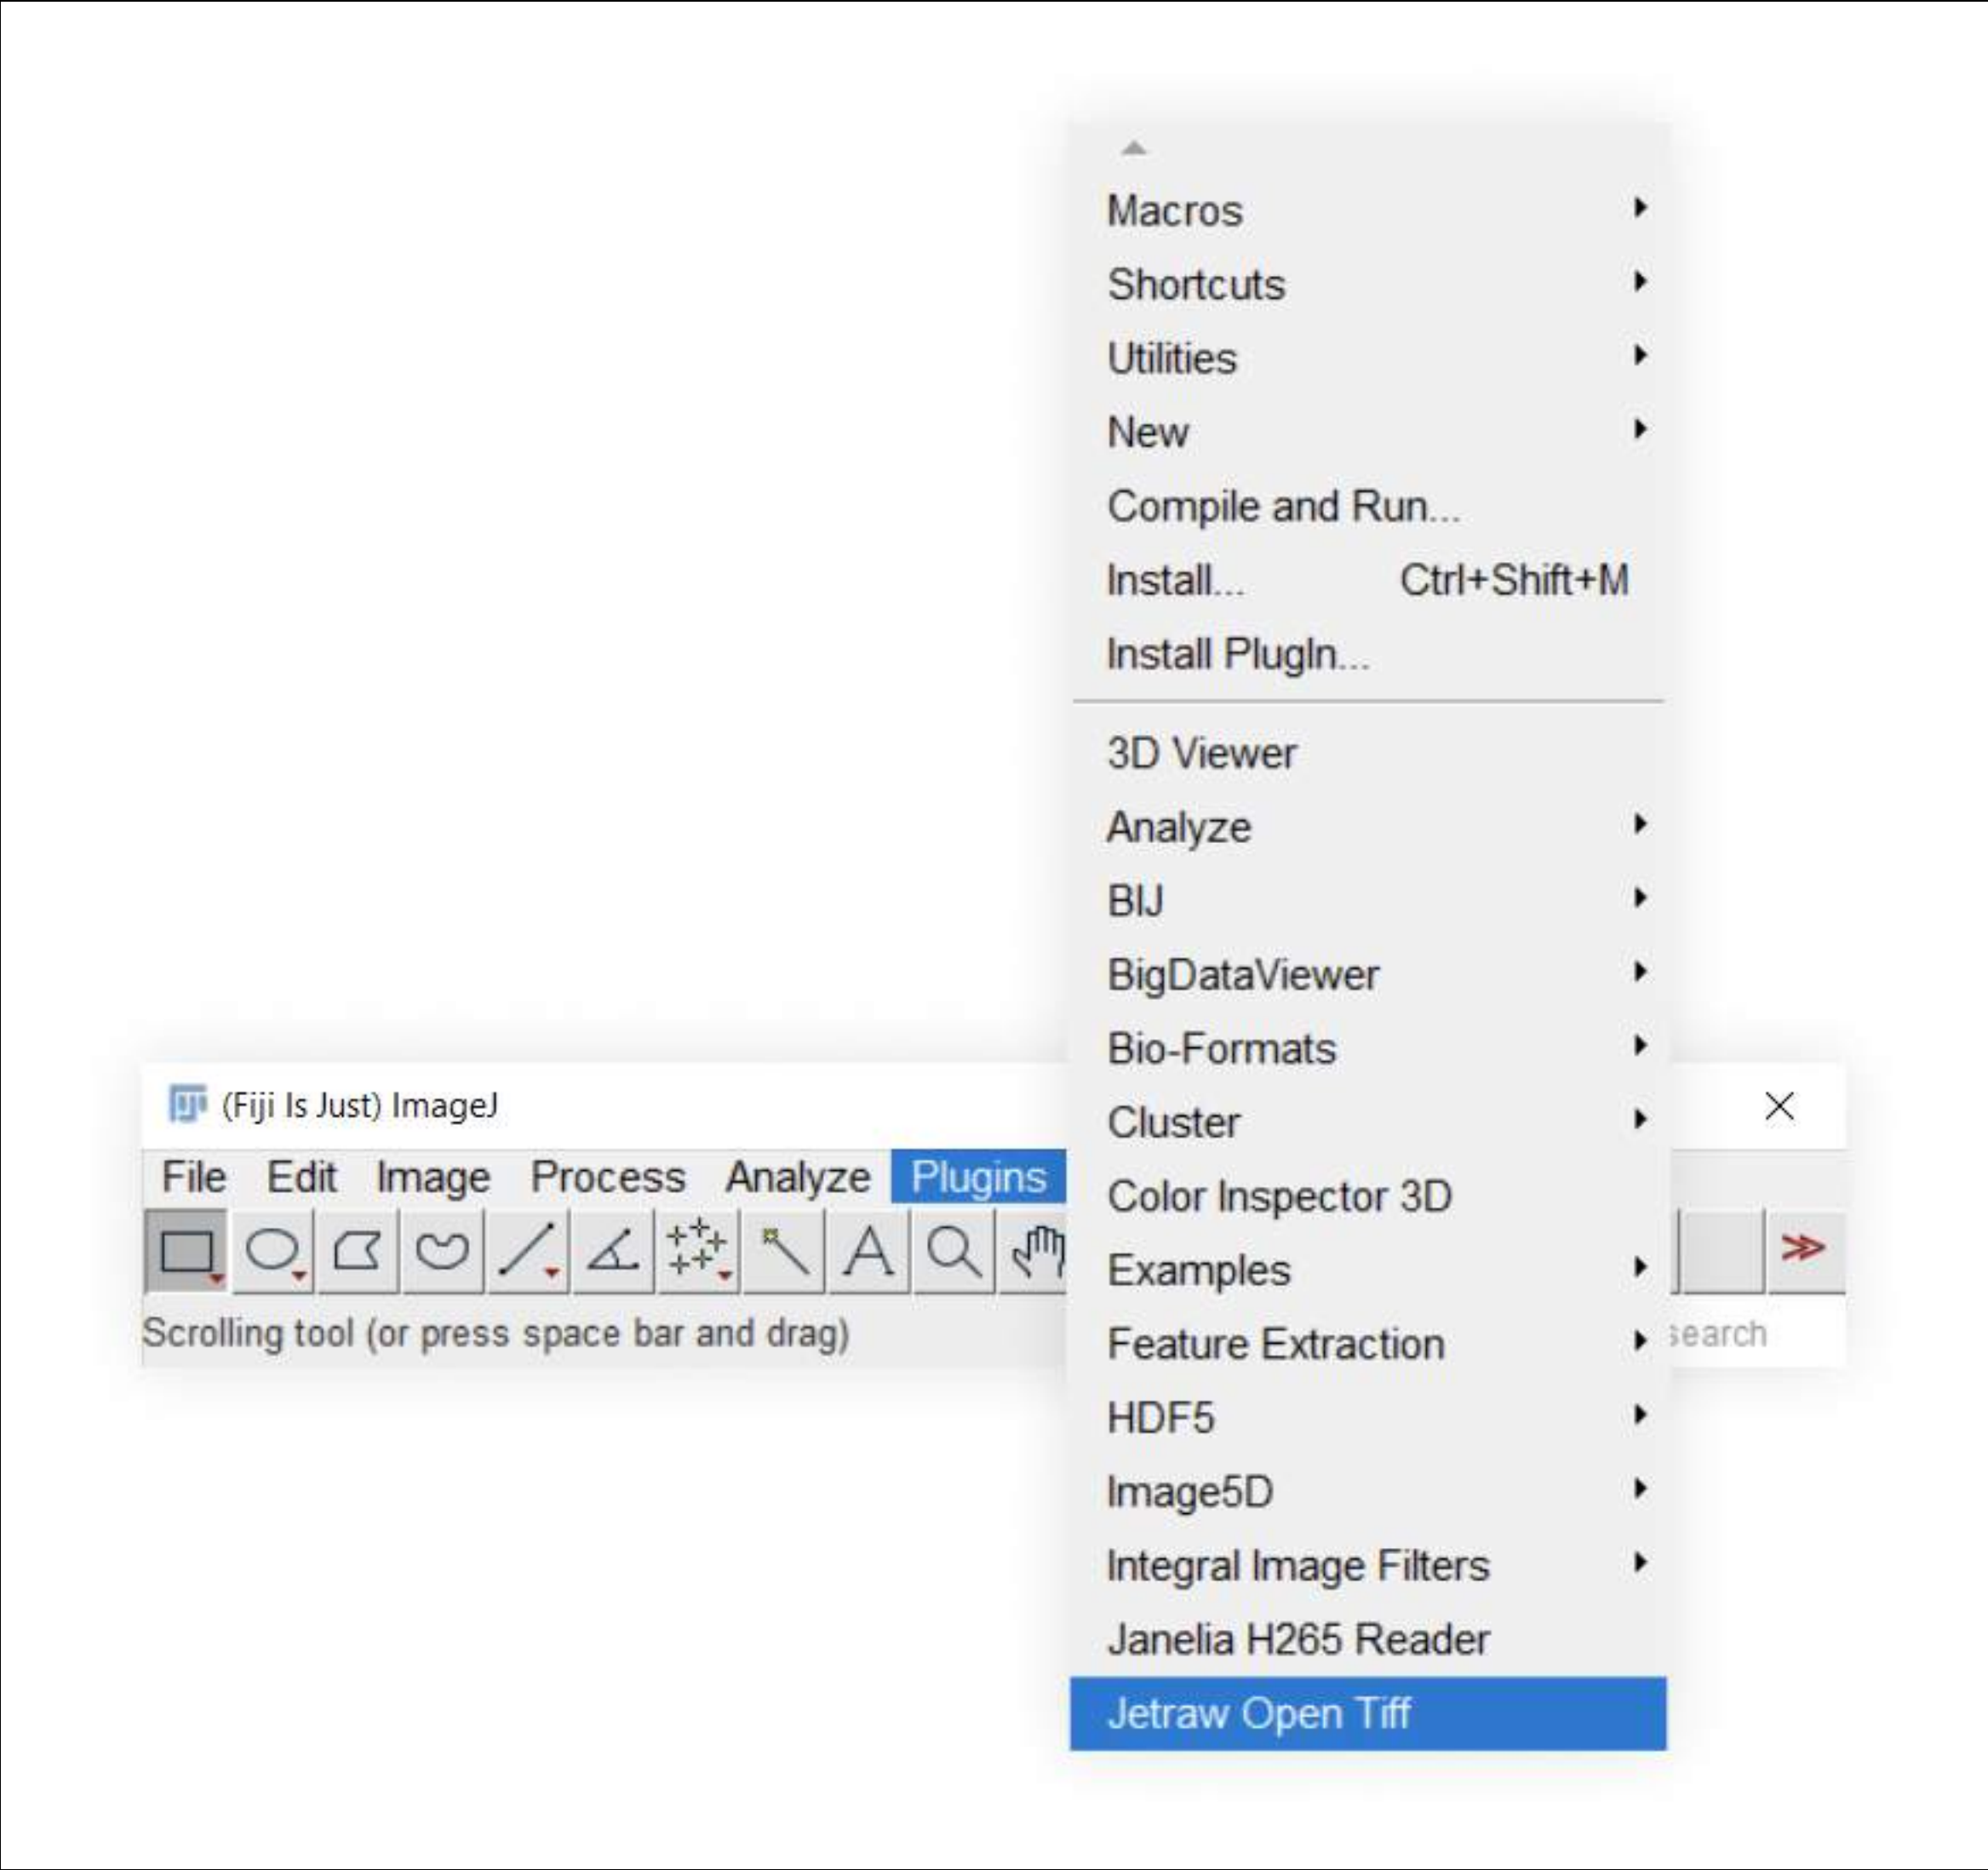 Macros
Shortcuts
Utilities
New
Compile and Run...
Install... Ctrl+Shift+M
Install PlugIn...
3D Viewer
Analyze
BIJ
BigDataViewer
Bio-Formats
Cluster
Color Inspector 3D
Examples
Feature Extraction
HDF5
Image5D
Integral Image Filters
Janelia H265 Reader
Jetraw Open Tiff
(Fiji Is Just) ImageJ
File Edit Image Process Analyze Plugins
Scrolling tool (or press space bar and drag)
search